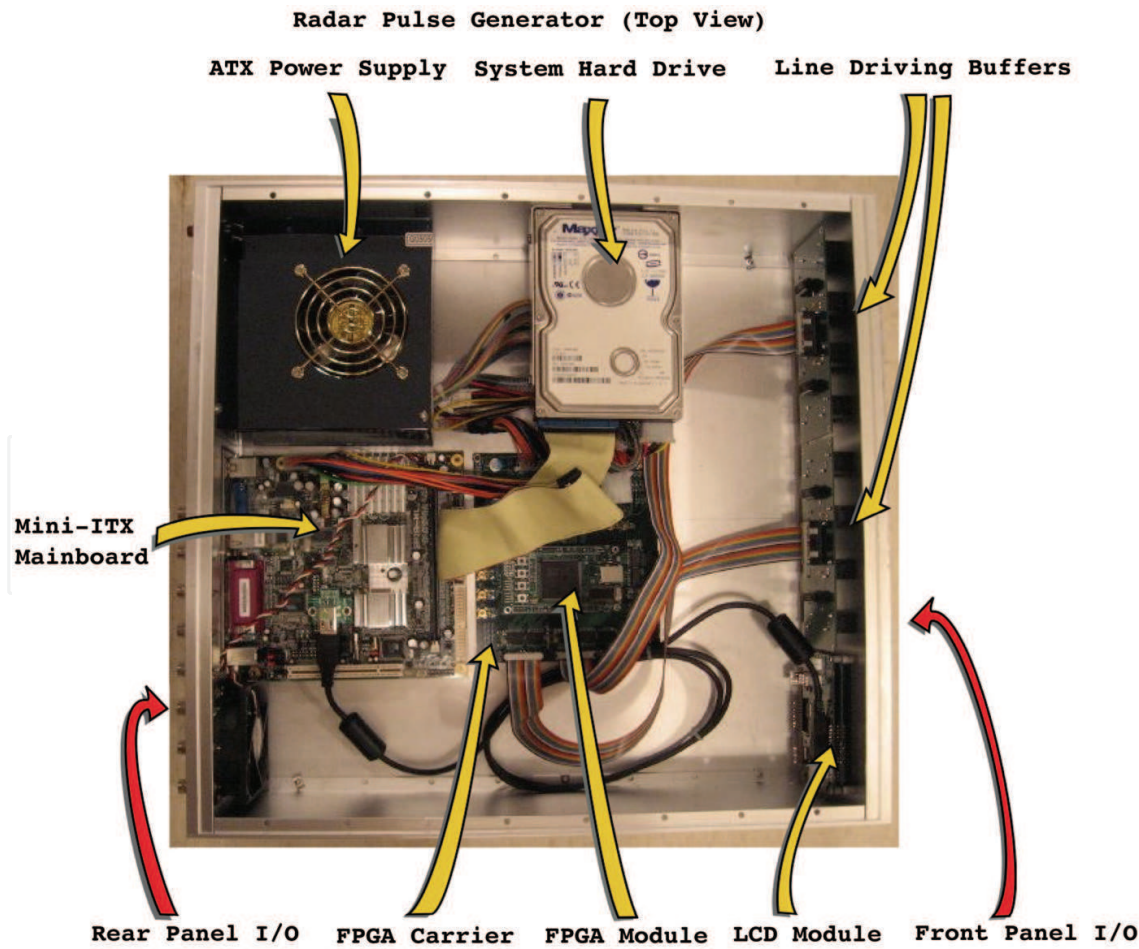 Radar Pulse Generator (Top View)
ATX Power Supply System Hard Drive Line Driving Buffers
Mini-ITX
Mainboard
Rear Panel I/O FPGA Carrier FPGA Module LCD Module Front Panel I/O